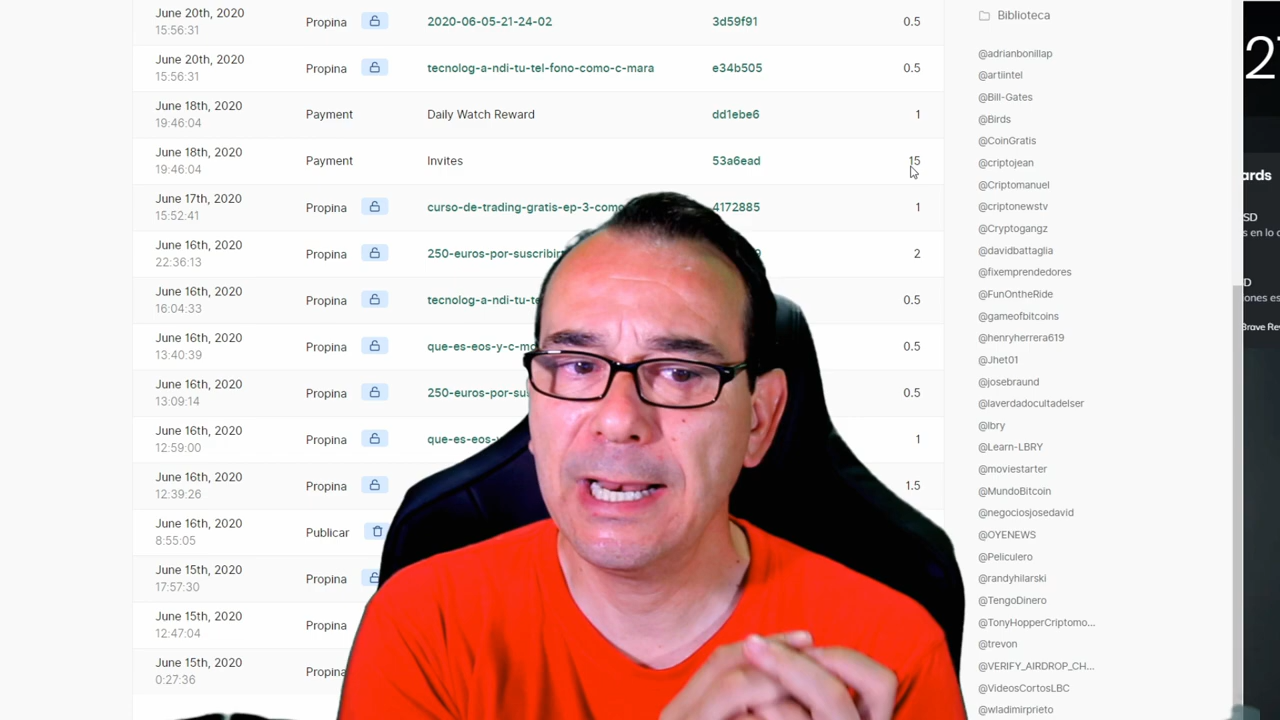 June 20th, 2020
15:56:31
Propina
2020-06-05-21-24-02
3d59f91
0.5
June 20th, 2020
15:56:31
Propina
tecnolog-a-ndi-tu-tel-fono-como-c-mara
e34b505
0.5
June 18th, 2020
19:46:04
Payment
Daily Watch Reward
dd1ebe6
1
June 18th, 2020
19:46:04
Payment
Invites
53a6ead
15
June 17th, 2020
15:52:41
Propina
curso-de-trading-gratis-ep-3-como
4172885
1
June 16th, 2020
22:36:13
Propina
250-euros-por-suscribir
2
June 16th, 2020
16:04:33
Propina
tecnolog-a-ndi-tu-te
0.5
June 16th, 2020
13:40:39
Propina
que-es-eos-y-c-mo
0.5
June 16th, 2020
13:09:14
Propina
250-euros-por-su
0.5
June 16th, 2020
12:59:00
Propina
que-es-eos-
1
June 16th, 2020
12:39:26
Propina
1.5
June 16th, 2020
8:55:05
Publicar
June 15th, 2020
17:57:30
Propina
June 15th, 2020
12:47:04
Propina
June 15th, 2020
0:27:36
Propina
Biblioteca
@adrianbonillap
@artiintel
@Bill-Gates
@Birds
@CoinGratis
@criptojean
@Criptomanuel
@criptonewstv
@Cryptogangz
@davidbattaglia
@fixemprendedores
@FunOntheRide
@gameofbitcoins
@henryherrera619
@Jhet01
@josebraund
@laverdadocultadelser
@lbry
@Learn-LBRY
@moviestarter
@MundoBitcoin
@negociosjosedavid
@OYENEWS
@Peliculero
@randyhilarski
@TengoDinero
@TonyHopperCriptomo...
@trevon
@VERIFY_AIRDROP_CH...
@VideosCortosLBC
@wladimirprieto
2
ards
SD
s en lo
D
ones es
Brave Re